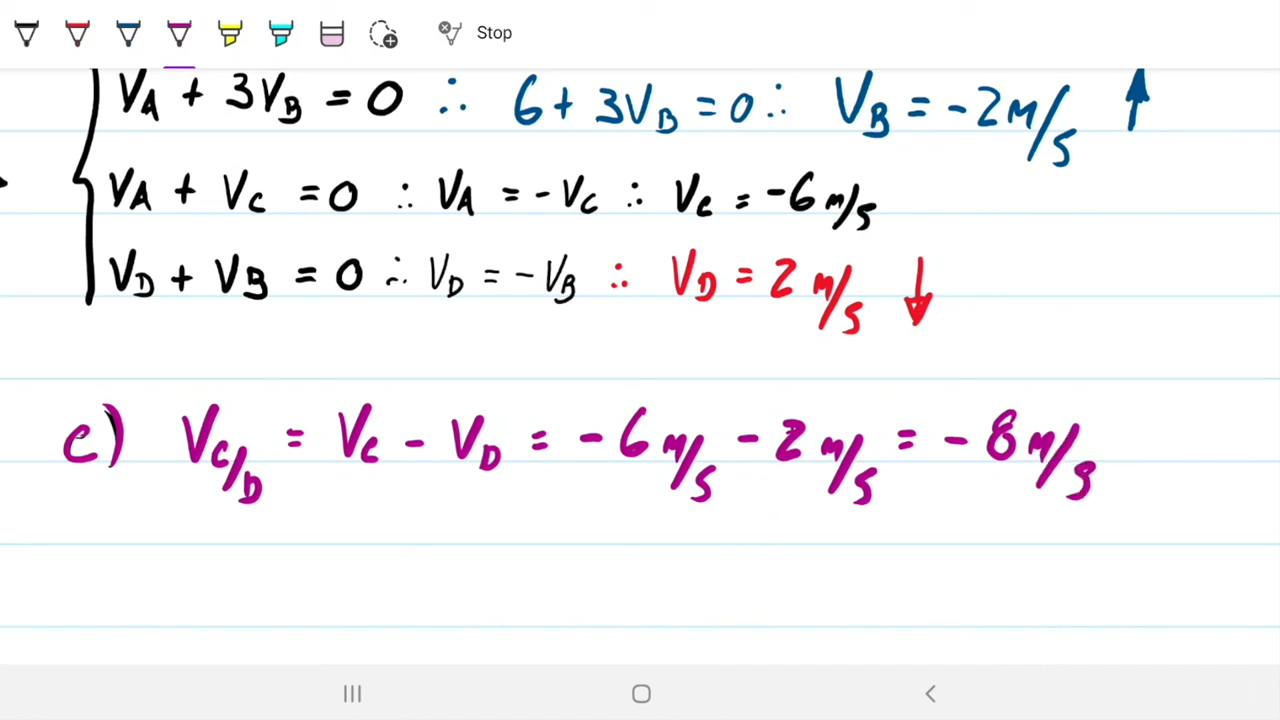 Stop
VA + 3VB = 0 ∴ 6 + 3VB = 0 ∴ VB = -2 m/s ↑
VA + VC = 0 ∴ VA = - VC ∴ VC = -6 m/s
VD + VB = 0 ∴ VD = - VB ∴ VD = 2 m/s ↓
c) VC/D = VC - VD = - 6 m/s - 2 m/s = - 8 m/s